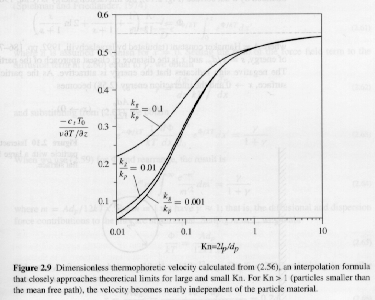 0.6
0.5
0.4
k_g/k_p = 0.1
−c_t T_0 / ν∂T/∂z
0.3
0.2
k_g/k_p = 0.01
k_g/k_p = 0.001
0.1
0.01 0.1 1 10
Kn=2l_p/d_p
Figure 2.9 Dimensionless thermophoretic velocity calculated from (2.56), an interpolation formula
that closely approaches theoretical limits for large and small Kn. For Kn > 1 (particles smaller than
the mean free path), the velocity becomes nearly independent of the particle material.